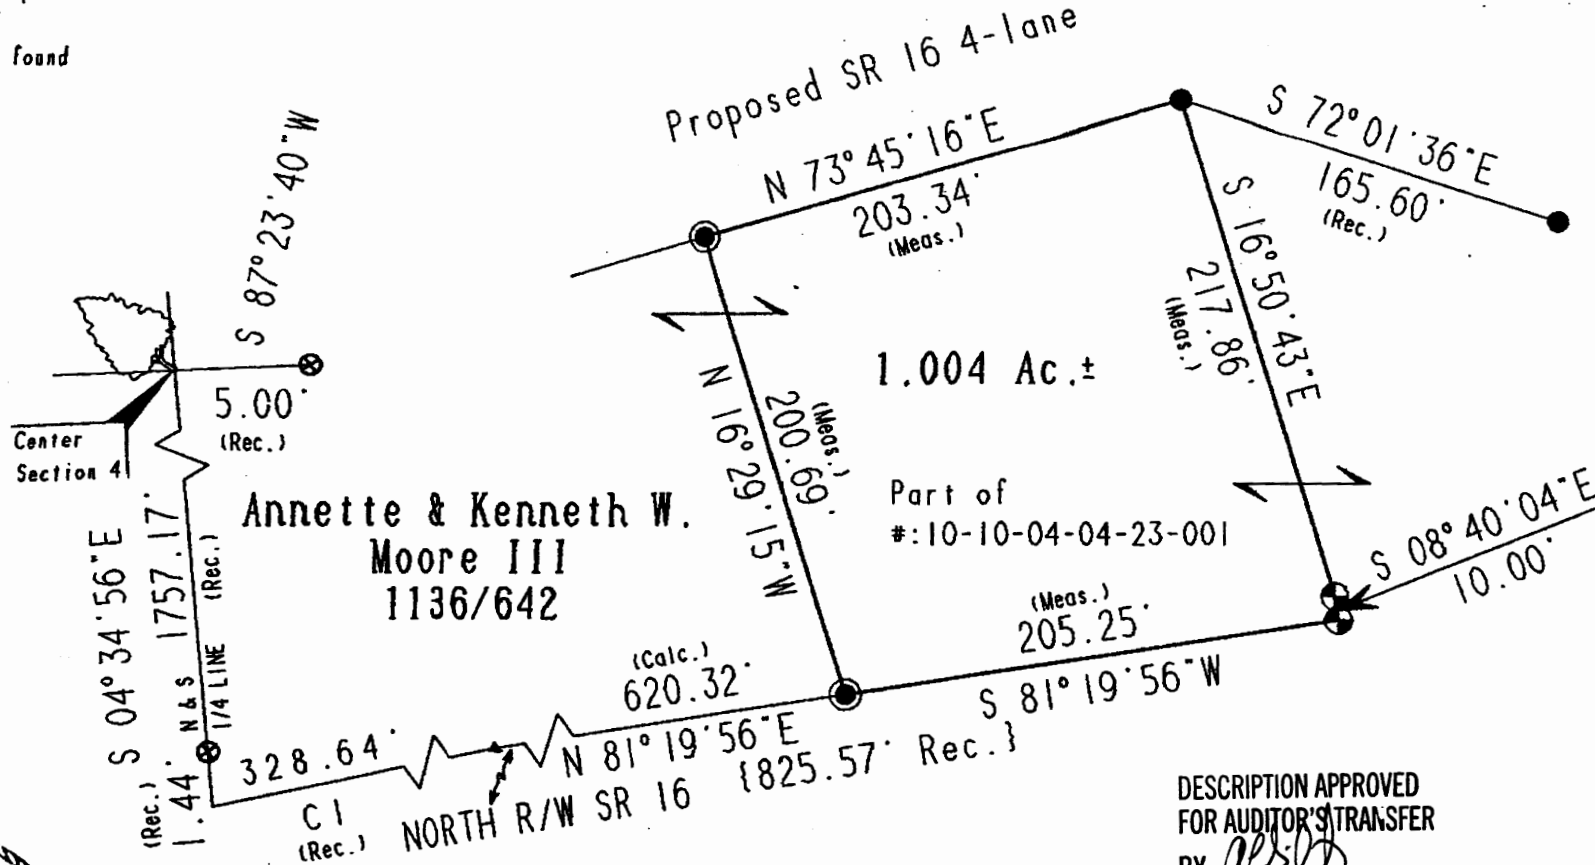 found
Proposed SR 16 4-lane
N 73°45'16"E
203.34'
(Meas.)
S 72°01'36"E
165.60'
(Rec.)
S 87°23'40"W
5.00'
(Rec.)
Center
Section 4
S 16°50'43"E
217.86'
(Meas.)
1.004 Ac.±
N 16°29'15"W
200.69'
(Meas.)
Part of
#:10-10-04-04-23-001
Annette & Kenneth W.
Moore III
1136/642
S 04°34'56"E
1757.17'
(Rec.)
N & S
1/4 LINE
S 08°40'04"E
10.00'
(Meas.)
205.25'
S 81°19'56"W
(Calc.)
620.32'
N 81°19'56"E
{825.57' Rec.}
328.64'
C1
(Rec.)
1.44'
(Rec.)
NORTH R/W SR 16
DESCRIPTION APPROVED
FOR AUDITOR'S TRANSFER
BY